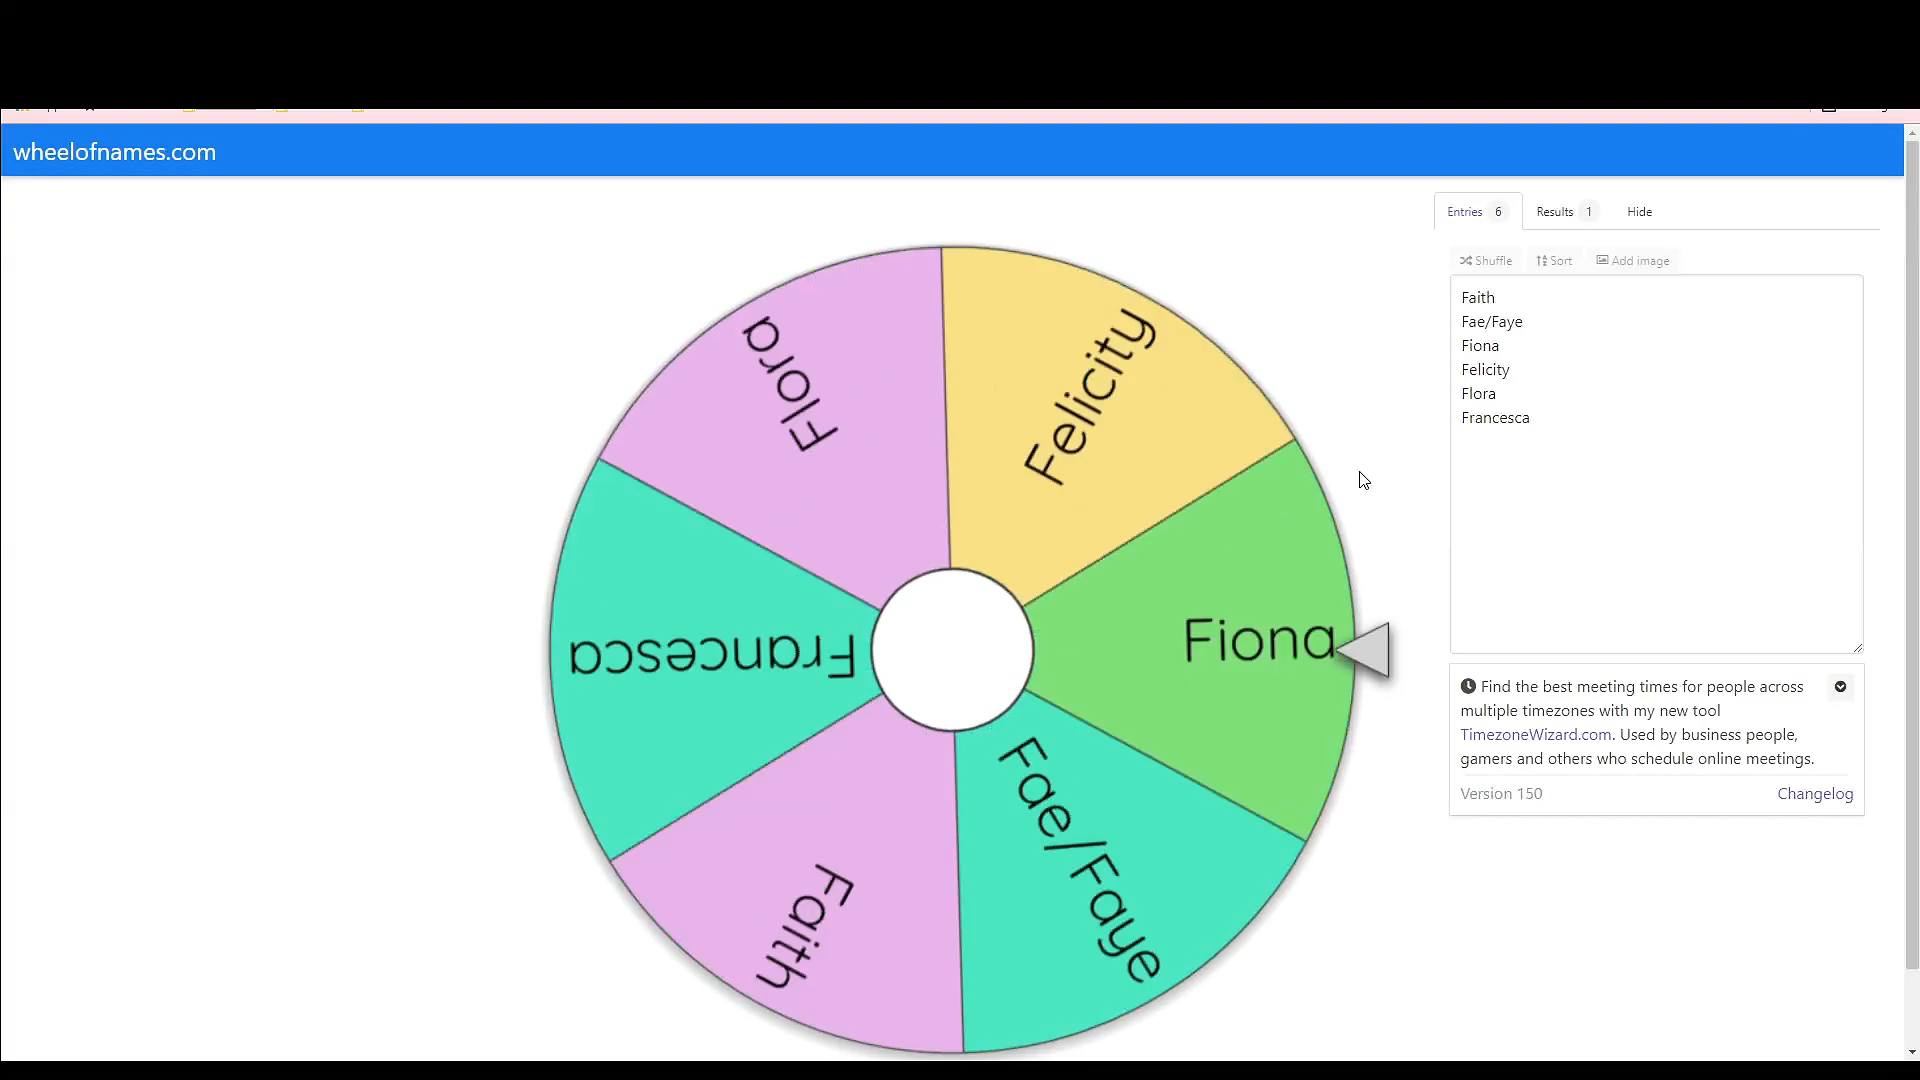 wheelofnames.com
Entries 6 Results 1 Hide
Shuffle Sort Add image
Faith
Fae/Faye
Fiona
Felicity
Flora
Francesca
Flora
Felicity
Fiona
Francesca
Faith
Fae/Faye
Find the best meeting times for people across
multiple timezones with my new tool
TimezoneWizard.com. Used by business people,
gamers and others who schedule online meetings.
Version 150 Changelog